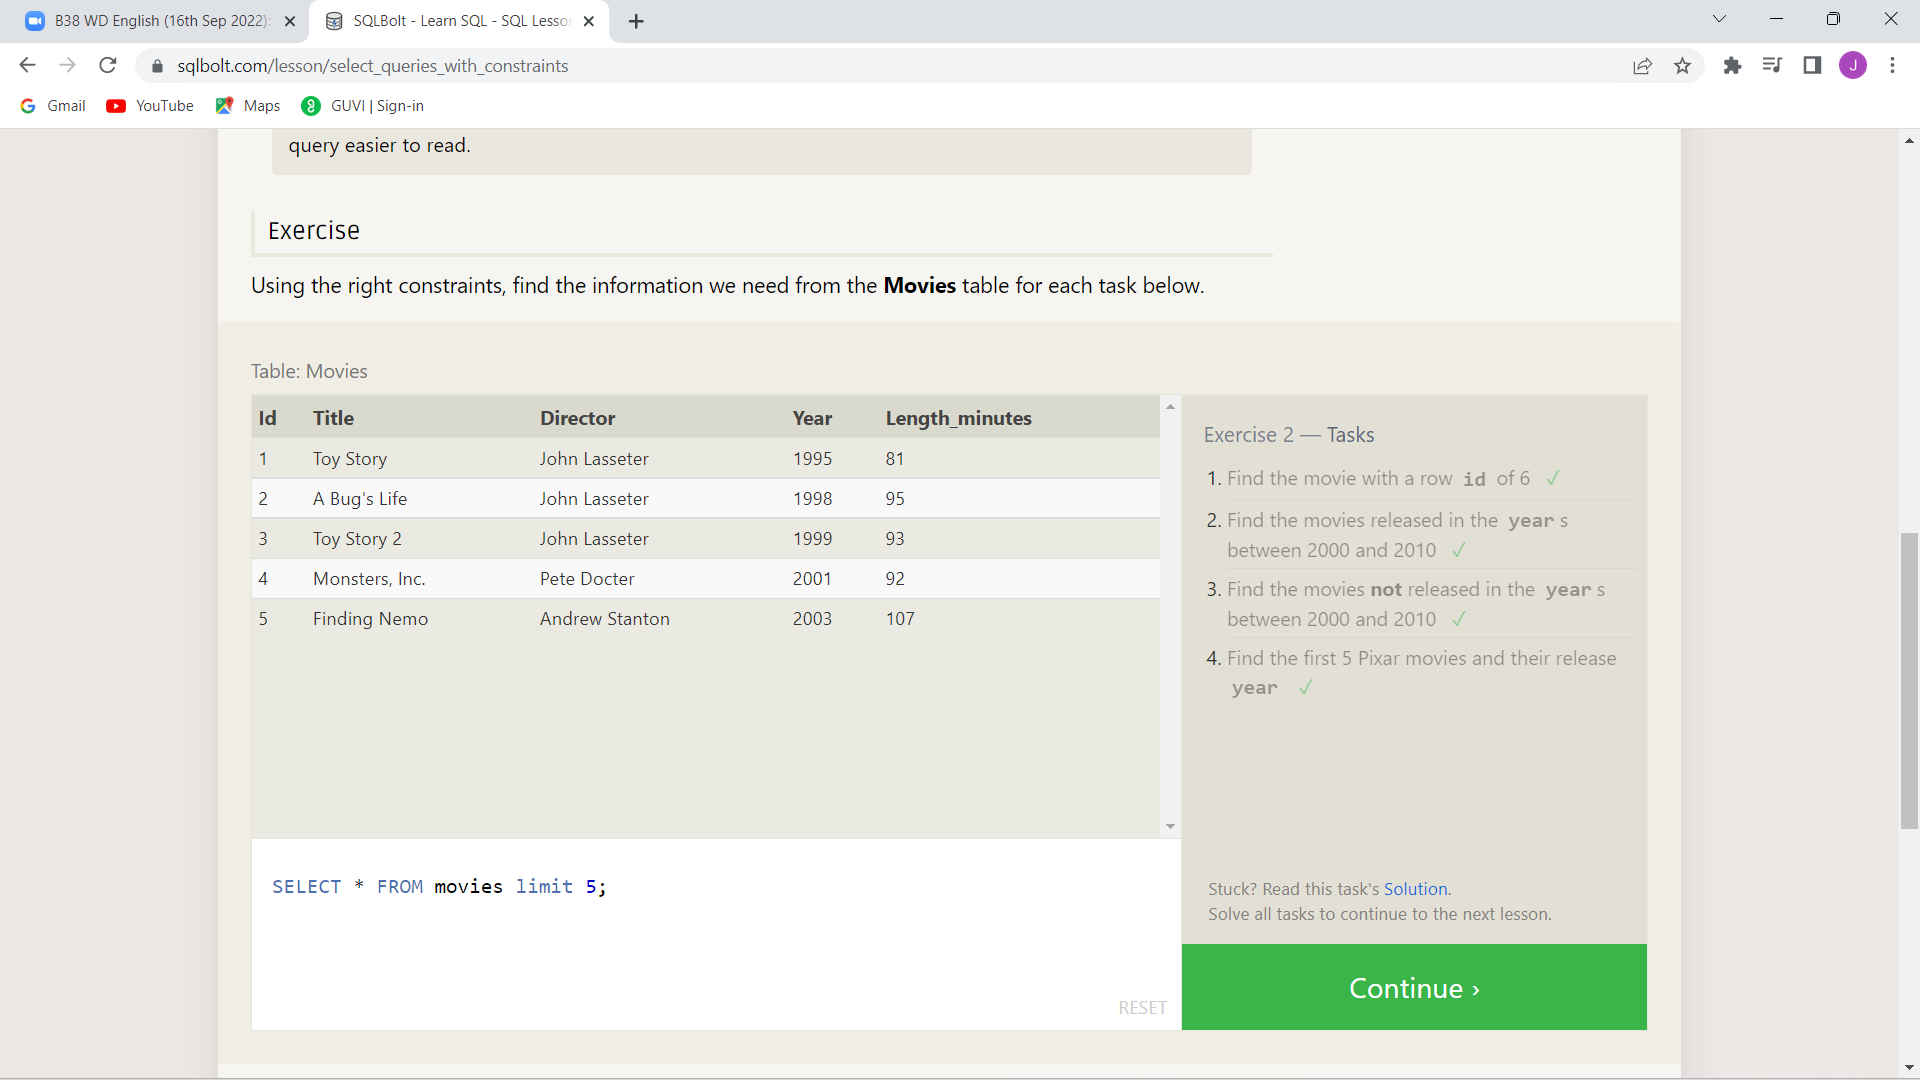 B38 WD English (16th Sep 2022):
SQLBolt - Learn SQL - SQL Lesson
sqlbolt.com/lesson/select_queries_with_constraints
J
Gmail
YouTube
Maps
GUVI | Sign-in
query easier to read.
Exercise
Using the right constraints, find the information we need from the Movies table for each task below.
Table: Movies
Id Title Director Year Length_minutes
1 Toy Story John Lasseter 1995 81
2 A Bug's Life John Lasseter 1998 95
3 Toy Story 2 John Lasseter 1999 93
4 Monsters, Inc. Pete Docter 2001 92
5 Finding Nemo Andrew Stanton 2003 107
SELECT * FROM movies limit 5;
RESET
Exercise 2 — Tasks
1. Find the movie with a row id of 6 ✓
2. Find the movies released in the year s
between 2000 and 2010 ✓
3. Find the movies not released in the year s
between 2000 and 2010 ✓
4. Find the first 5 Pixar movies and their release
year ✓
Stuck? Read this task's Solution.
Solve all tasks to continue to the next lesson.
Continue ›